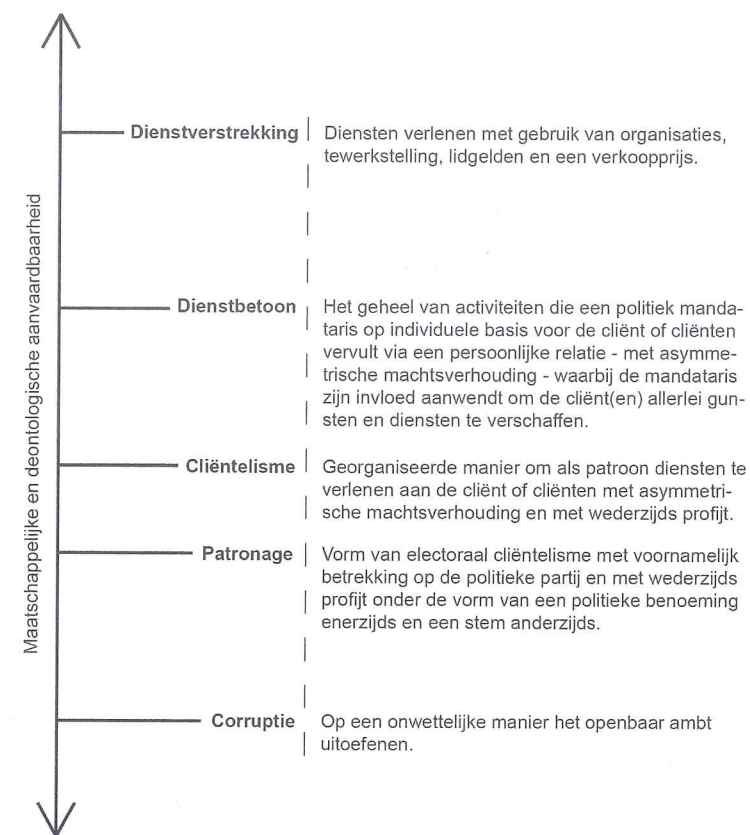 Maatschappelijke en deontologische aanvaardbaarheid
Dienstverstrekking
Diensten verlenen met gebruik van organisaties,
tewerkstelling, lidgelden en een verkoopprijs.
Dienstbetoon
Het geheel van activiteiten die een politiek manda-
taris op individuele basis voor de cliënt of cliënten
vervult via een persoonlijke relatie - met asymme-
trische machtsverhouding - waarbij de mandataris
zijn invloed aanwendt om de cliënt(en) allerlei gun-
sten en diensten te verschaffen.
Cliëntelisme
Georganiseerde manier om als patroon diensten te
verlenen aan de cliënt of cliënten met asymmetri-
sche machtsverhouding en met wederzijds profijt.
Patronage
Vorm van electoraal cliëntelisme met voornamelijk
betrekking op de politieke partij en met wederzijds
profijt onder de vorm van een politieke benoeming
enerzijds en een stem anderzijds.
Corruptie
Op een onwettelijke manier het openbaar ambt
uitoefenen.